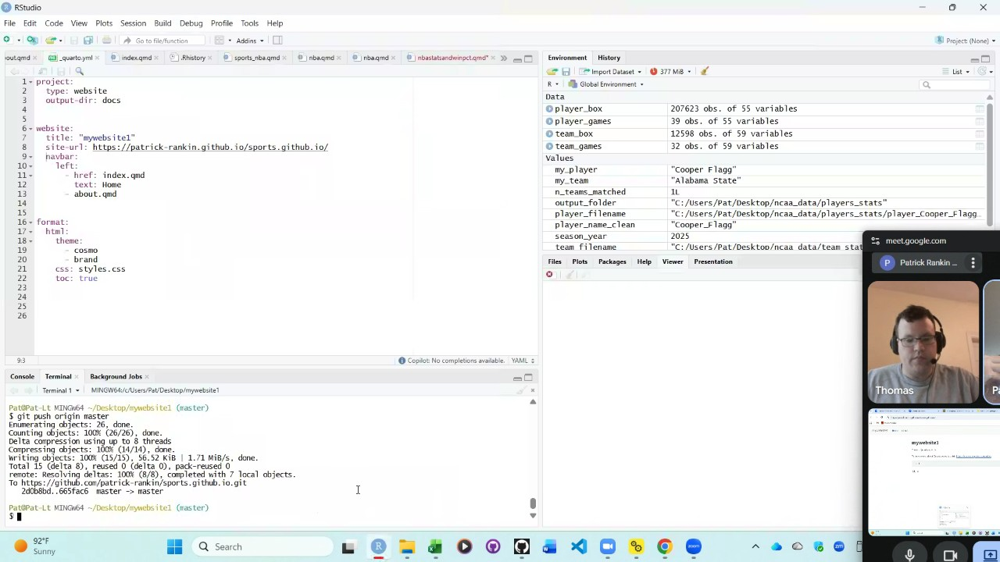 RStudio
File Edit Code View Plots Session Build Debug Profile Tools Help
Go to file/function Addins Project: (None)
out.qmd _quarto.yml index.qmd .Rhistory sports_nba.qmd nba.qmd nba.qmd nbastatsandwinpct.qmd*
1 project:
2 type: website
3 output-dir: docs
4
5
6 website:
7 title: "mywebsite1"
8 site-url: https://patrick-rankin.github.io/sports.github.io/
9 navbar:
10 left:
11 - href: index.qmd
12 text: Home
13 - about.qmd
14
15
16 format:
17 html:
18 theme:
19 - cosmo
20 - brand
21 css: styles.css
22 toc: true
23
24
25
26
9:3 Copilot: No completions available. YAML
Console Terminal Background Jobs
Terminal 1 MINGW64:/c/Users/Pat/Desktop/mywebsite1
Pat@Pat-Lt MINGW64 ~/Desktop/mywebsite1 (master)
$ git push origin master
Enumerating objects: 26, done.
Counting objects: 100% (26/26), done.
Delta compression using up to 8 threads
Compressing objects: 100% (14/14), done.
Writing objects: 100% (15/15), 56.52 KiB | 1.71 MiB/s, done.
Total 15 (delta 8), reused 0 (delta 0), pack-reused 0
remote: Resolving deltas: 100% (8/8), completed with 7 local objects.
To https://github.com/patrick-rankin/sports.github.io.git
2d0b8bd..665fac6 master -> master
Pat@Pat-Lt MINGW64 ~/Desktop/mywebsite1 (master)
$
Environment History
Import Dataset 377 MiB List
R Global Environment
Data
player_box 207623 obs. of 55 variables
player_games 39 obs. of 55 variables
team_box 12598 obs. of 59 variables
team_games 32 obs. of 59 variables
Values
my_player "Cooper Flagg"
my_team "Alabama State"
n_teams_matched 1L
output_folder "C:/Users/Pat/Desktop/ncaa_data/players_stats"
player_filename "C:/Users/Pat/Desktop/ncaa_data/players_stats/player_Cooper_Flagg…
player_name_clean "Cooper_Flagg"
season_year 2025
team_filename "C:/Users/Pat/Desktop/ncaa_data/team_stat
Files Plots Packages Help Viewer Presentation
meet.google.com
P Patrick Rankin ...
Thomas
Pa
mywebsite1
92°F
Sunny
Search
zoom
zm